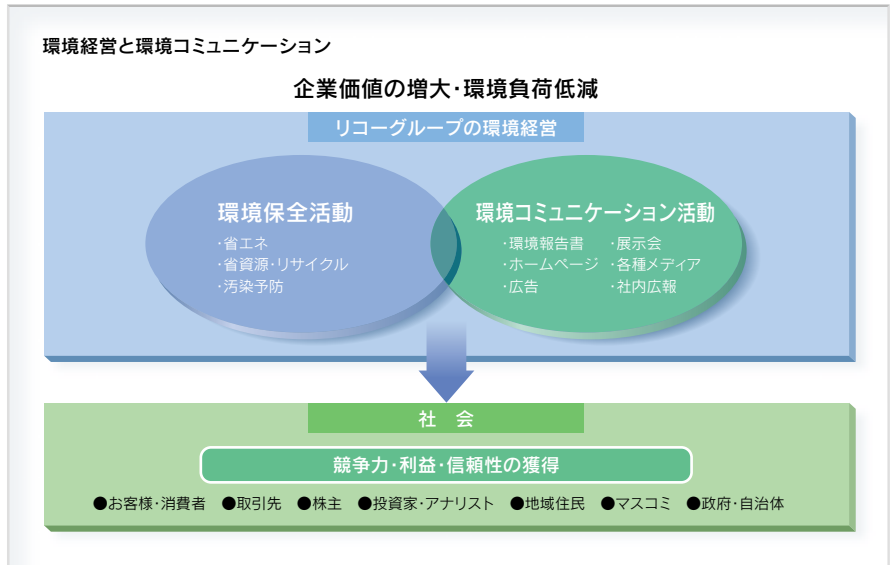 環境経営と環境コミュニケーション
企業価値の増大・環境負荷低減
リコーグループの環境経営
環境保全活動
・省エネ
・省資源・リサイクル
・汚染予防
環境コミュニケーション活動
・環境報告書 ・展示会
・ホームページ ・各種メディア
・広告 ・社内広報
社 会
競争力・利益・信頼性の獲得
●お客様・消費者 ●取引先 ●株主 ●投資家・アナリスト ●地域住民 ●マスコミ ●政府・自治体